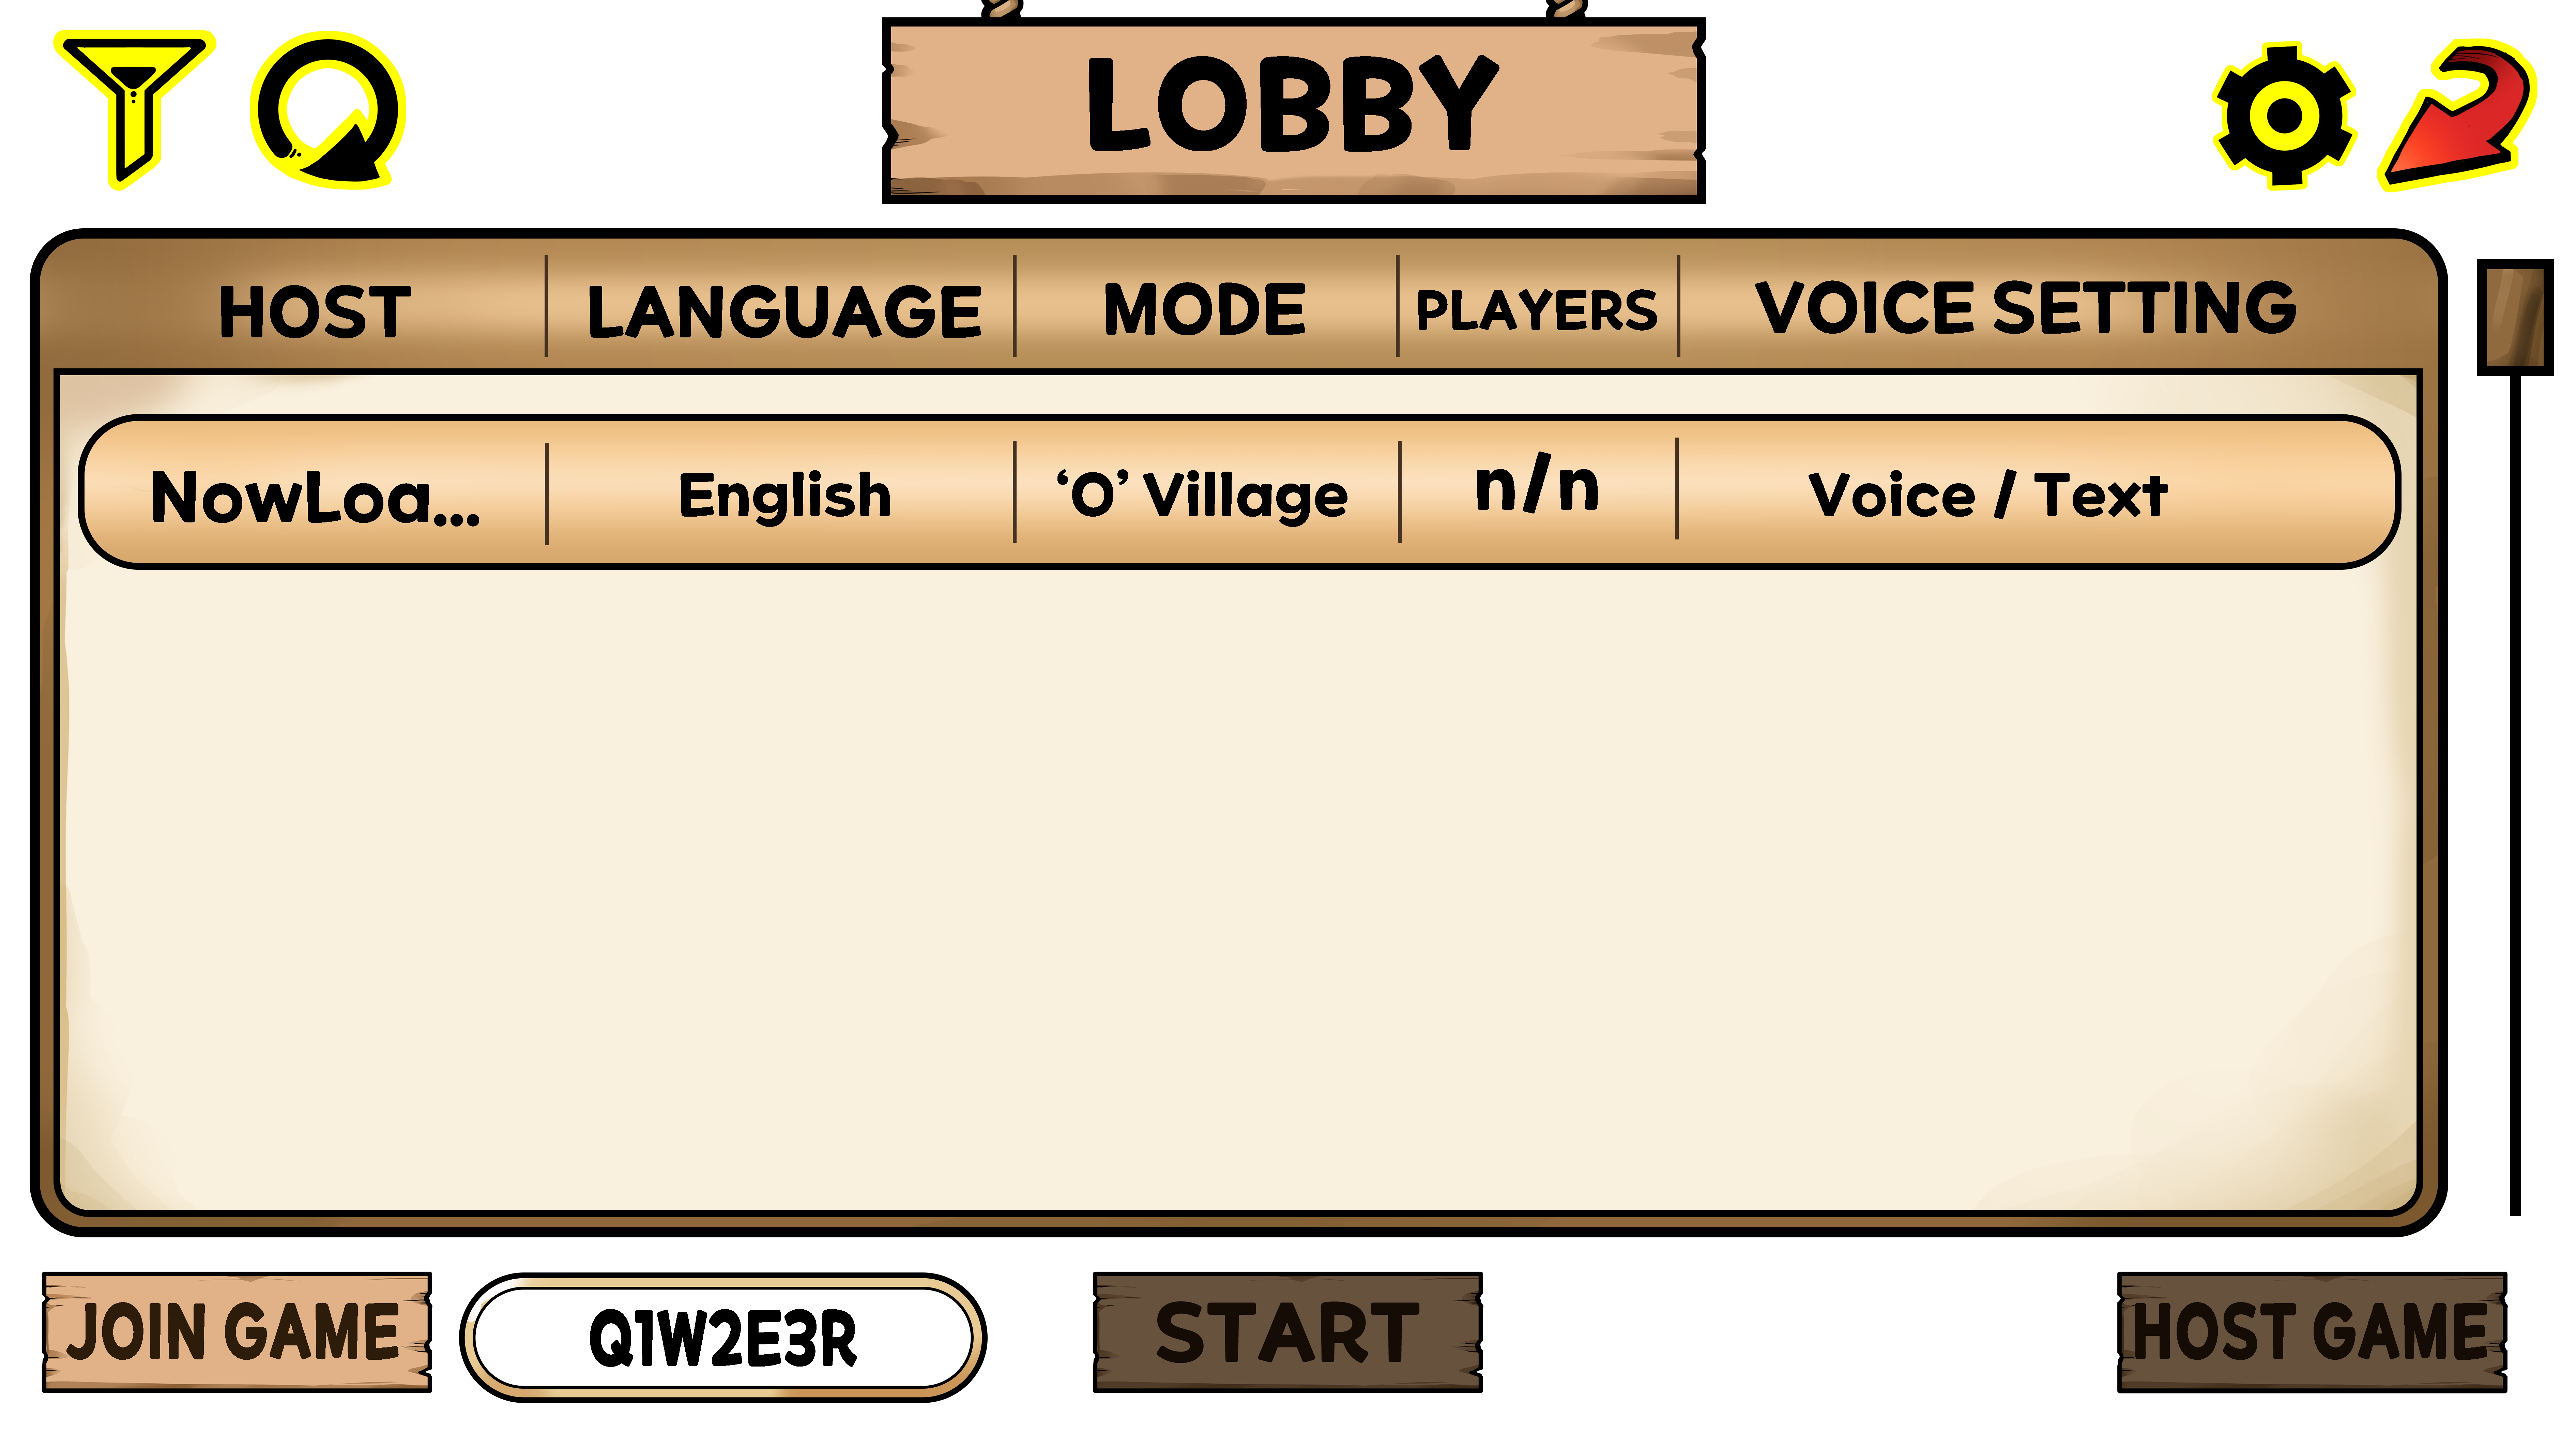 LOBBY
HOST LANGUAGE MODE PLAYERS VOICE SETTING
NowLoa... English ‘O’ Village n/n Voice / Text
JOIN GAME Q1W2E3R START HOST GAME